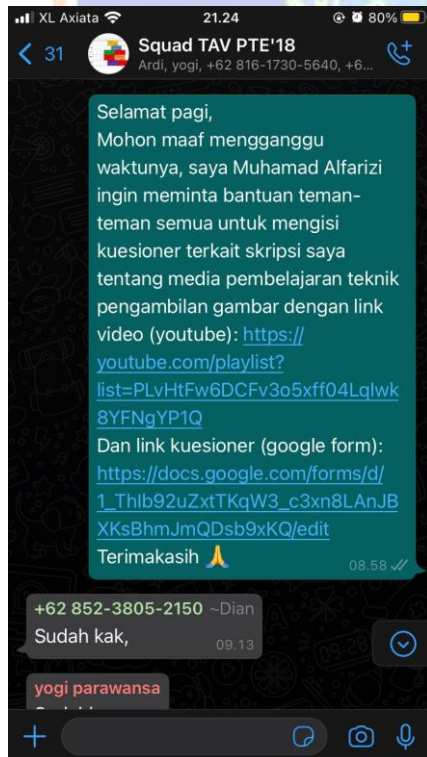 XL Axiata
21.24
80%
31
Squad TAV PTE'18
Ardi, yogi, +62 816-1730-5640, +6...
Selamat pagi,
Mohon maaf mengganggu
waktunya, saya Muhamad Alfarizi
ingin meminta bantuan teman-
teman semua untuk mengisi
kuesioner terkait skripsi saya
tentang media pembelajaran teknik
pengambilan gambar dengan link
video (youtube): https://
youtube.com/playlist?
list=PLvHtFw6DCFv3o5xff04Lqlwk
8YFNgYP1Q
Dan link kuesioner (google form):
https://docs.google.com/forms/d/
1_Thlb92uZxtTKqW3_c3xn8LAnJB
XKsBhmJmQDsb9xKQ/edit
Terimakasih 🙏
08.58
+62 852-3805-2150 ~Dian
Sudah kak,
09.13
yogi parawansa